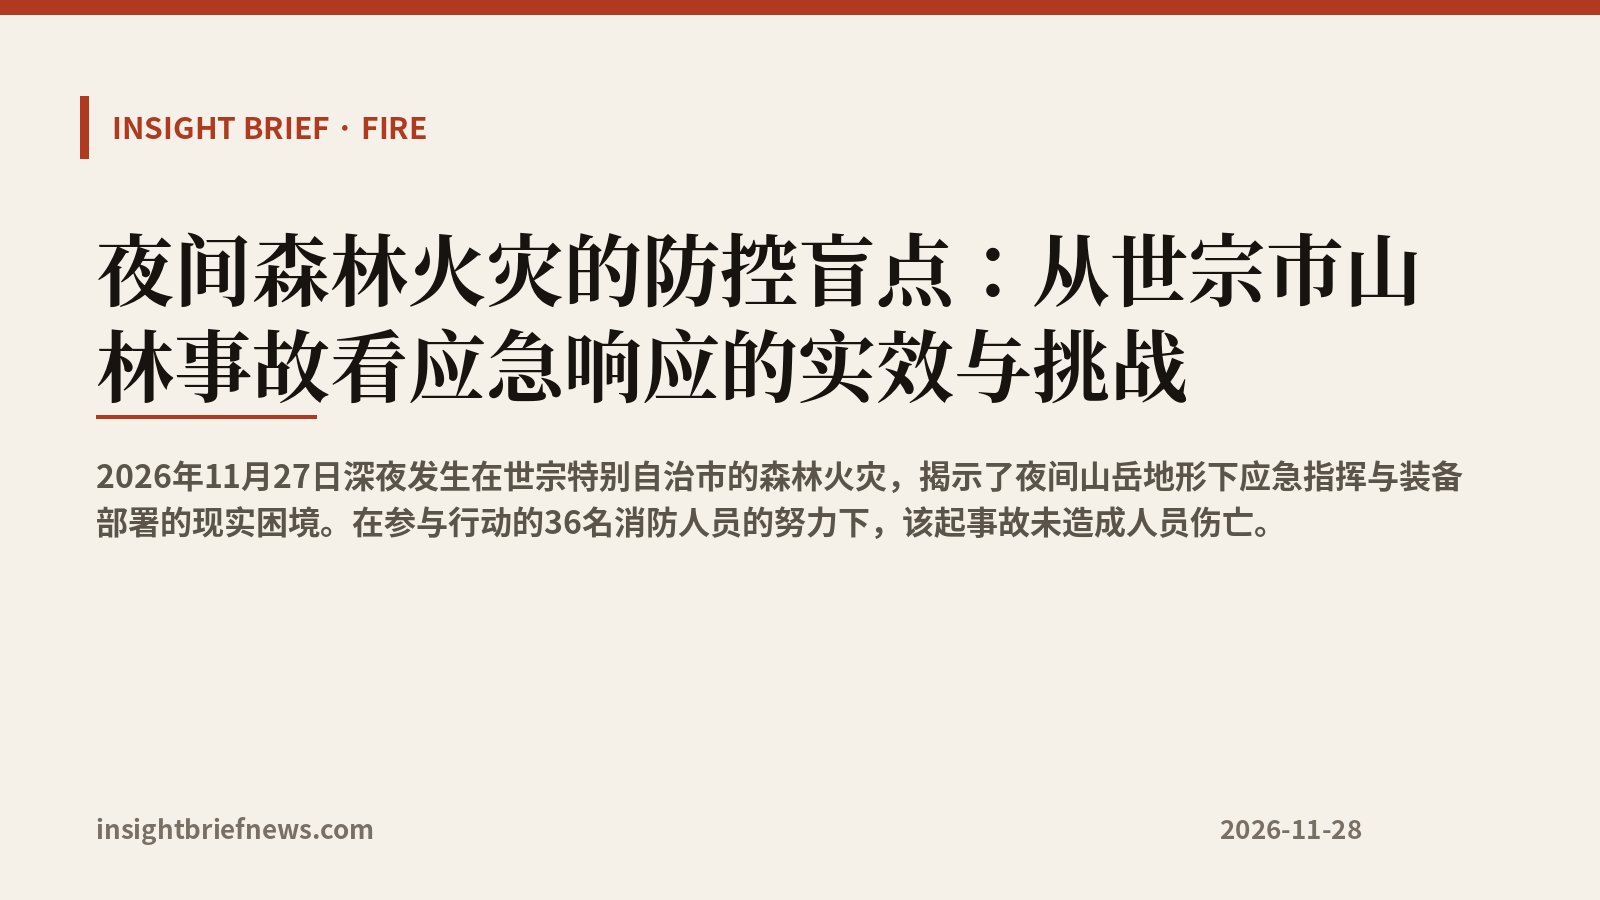 INSIGHT BRIEF · FIRE
夜间森林火灾的防控盲点：从世宗市山
林事故看应急响应的实效与挑战
2026年11月27日深夜发生在世宗特别自治市的森林火灾，揭示了夜间山岳地形下应急指挥与装备
部署的现实困境。在参与行动的36名消防人员的努力下，该起事故未造成人员伤亡。
insightbriefnews.com
2026-11-28